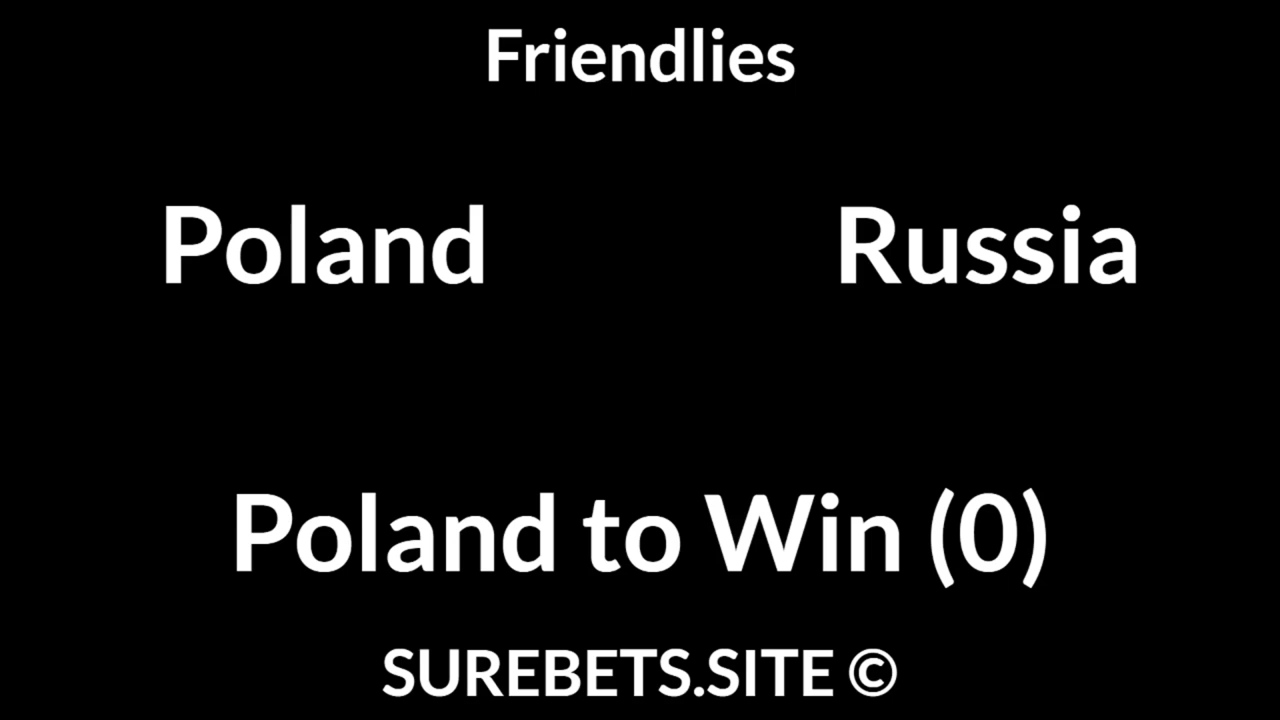 Friendlies
Poland Russia
Poland to Win (0)
SUREBETS.SITE ©